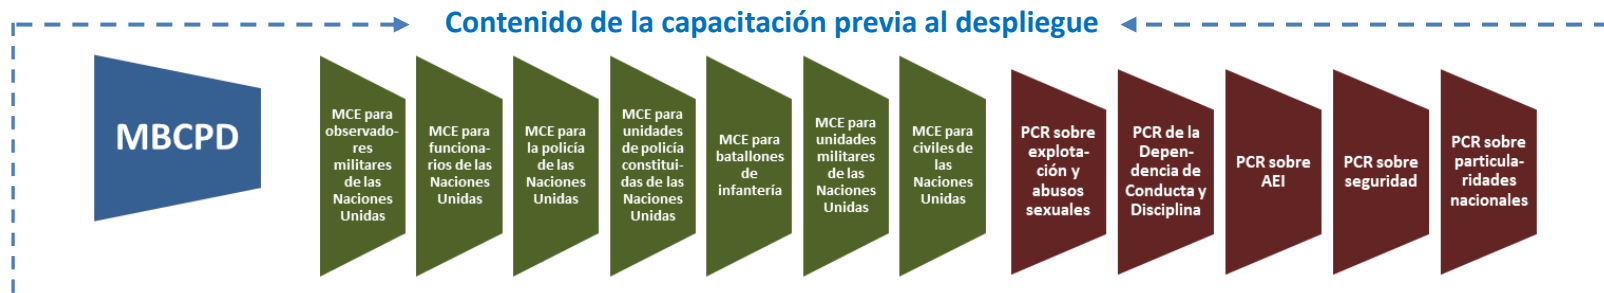 Contenido de la capacitación previa al despliegue
MBCPD
MCE para
observado-
res
militares
de las
Naciones
Unidas
MCE para
funciona-
rios de las
Naciones
Unidas
MCE para
la policía
de las
Naciones
Unidas
MCE para
unidades
de policía
constitui-
das de las
Naciones
Unidas
MCE para
batallones
de
infantería
MCE para
unidades
militares
de las
Naciones
Unidas
MCE para
civiles de
las
Naciones
Unidas
PCR sobre
explota-
ción y
abusos
sexuales
PCR de la
Depen-
dencia de
Conducta y
Disciplina
PCR sobre
AEI
PCR sobre
seguridad
PCR sobre
particula-
ridades
nacionales